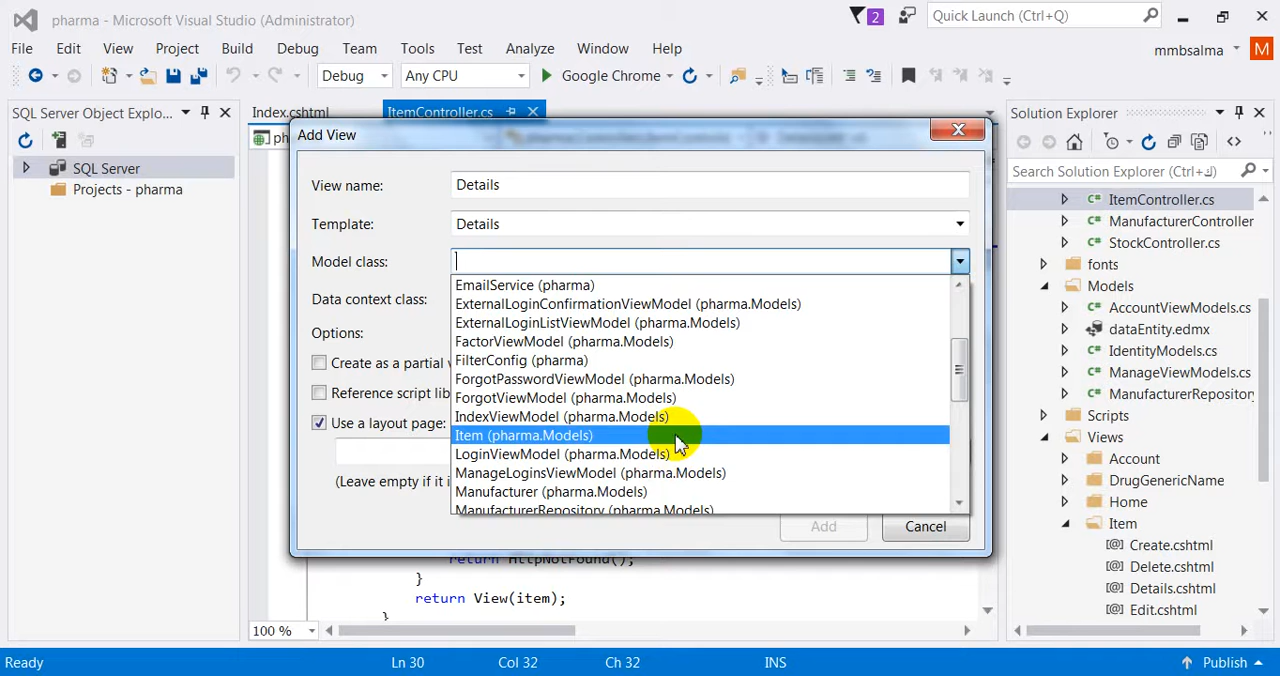 pharma - Microsoft Visual Studio (Administrator)
2
Quick Launch (Ctrl+Q)
File Edit View Project Build Debug Team Tools Test Analyze Window Help
mmbsalma
M
Debug
Any CPU
Google Chrome
SQL Server Object Explo...
Index.cshtml
ItemController.cs
Solution Explorer
SQL Server
Projects - pharma
Add View
View name:
Details
Template:
Details
Model class:
EmailService (pharma)
ExternalLoginConfirmationViewModel (pharma.Models)
ExternalLoginListViewModel (pharma.Models)
FactorViewModel (pharma.Models)
FilterConfig (pharma)
ForgotPasswordViewModel (pharma.Models)
ForgotViewModel (pharma.Models)
IndexViewModel (pharma.Models)
Item (pharma.Models)
LoginViewModel (pharma.Models)
ManageLoginsViewModel (pharma.Models)
Manufacturer (pharma.Models)
ManufacturerRepository (pharma.Models)
Data context class:
Options:
Create as a partial v
Reference script lib
Use a layout page:
(Leave empty if it i
Add
Cancel
return HttpNotFound();
}
return View(item);
}
100 %
Search Solution Explorer (Ctrl+ك)
ItemController.cs
ManufacturerController
StockController.cs
fonts
Models
AccountViewModels.cs
dataEntity.edmx
IdentityModels.cs
ManageViewModels.cs
ManufacturerRepository
Scripts
Views
Account
DrugGenericName
Home
Item
Create.cshtml
Delete.cshtml
Details.cshtml
Edit.cshtml
Ready
Ln 30
Col 32
Ch 32
INS
Publish